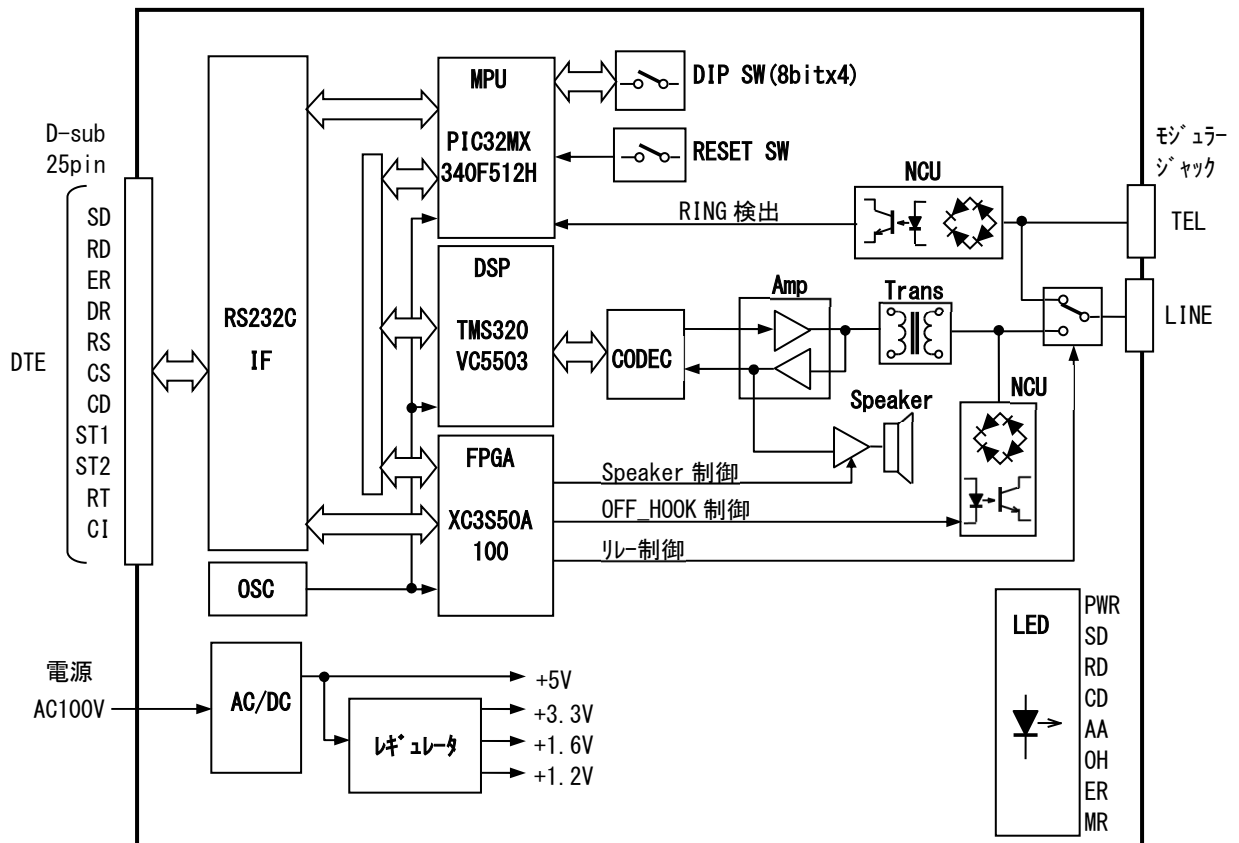 D-sub
25pin
DTE
SD
RD
ER
DR
RS
CS
CD
ST1
ST2
RT
CI
RS232C
IF
OSC
MPU
PIC32MX
340F512H
DSP
TMS320
VC5503
FPGA
XC3S50A
100
DIP SW(8bitx4)
RESET SW
RING 検出
NCU
CODEC
Amp
Trans
Speaker
NCU
Speaker 制御
OFF_HOOK 制御
ﾘﾚｰ制御
ﾓｼﾞｭﾗｰ
ｼﾞｬｯｸ
TEL
LINE
電源
AC100V
AC/DC
ﾚｷﾞｭﾚｰﾀ
+5V
+3.3V
+1.6V
+1.2V
LED
PWR
SD
RD
CD
AA
OH
ER
MR